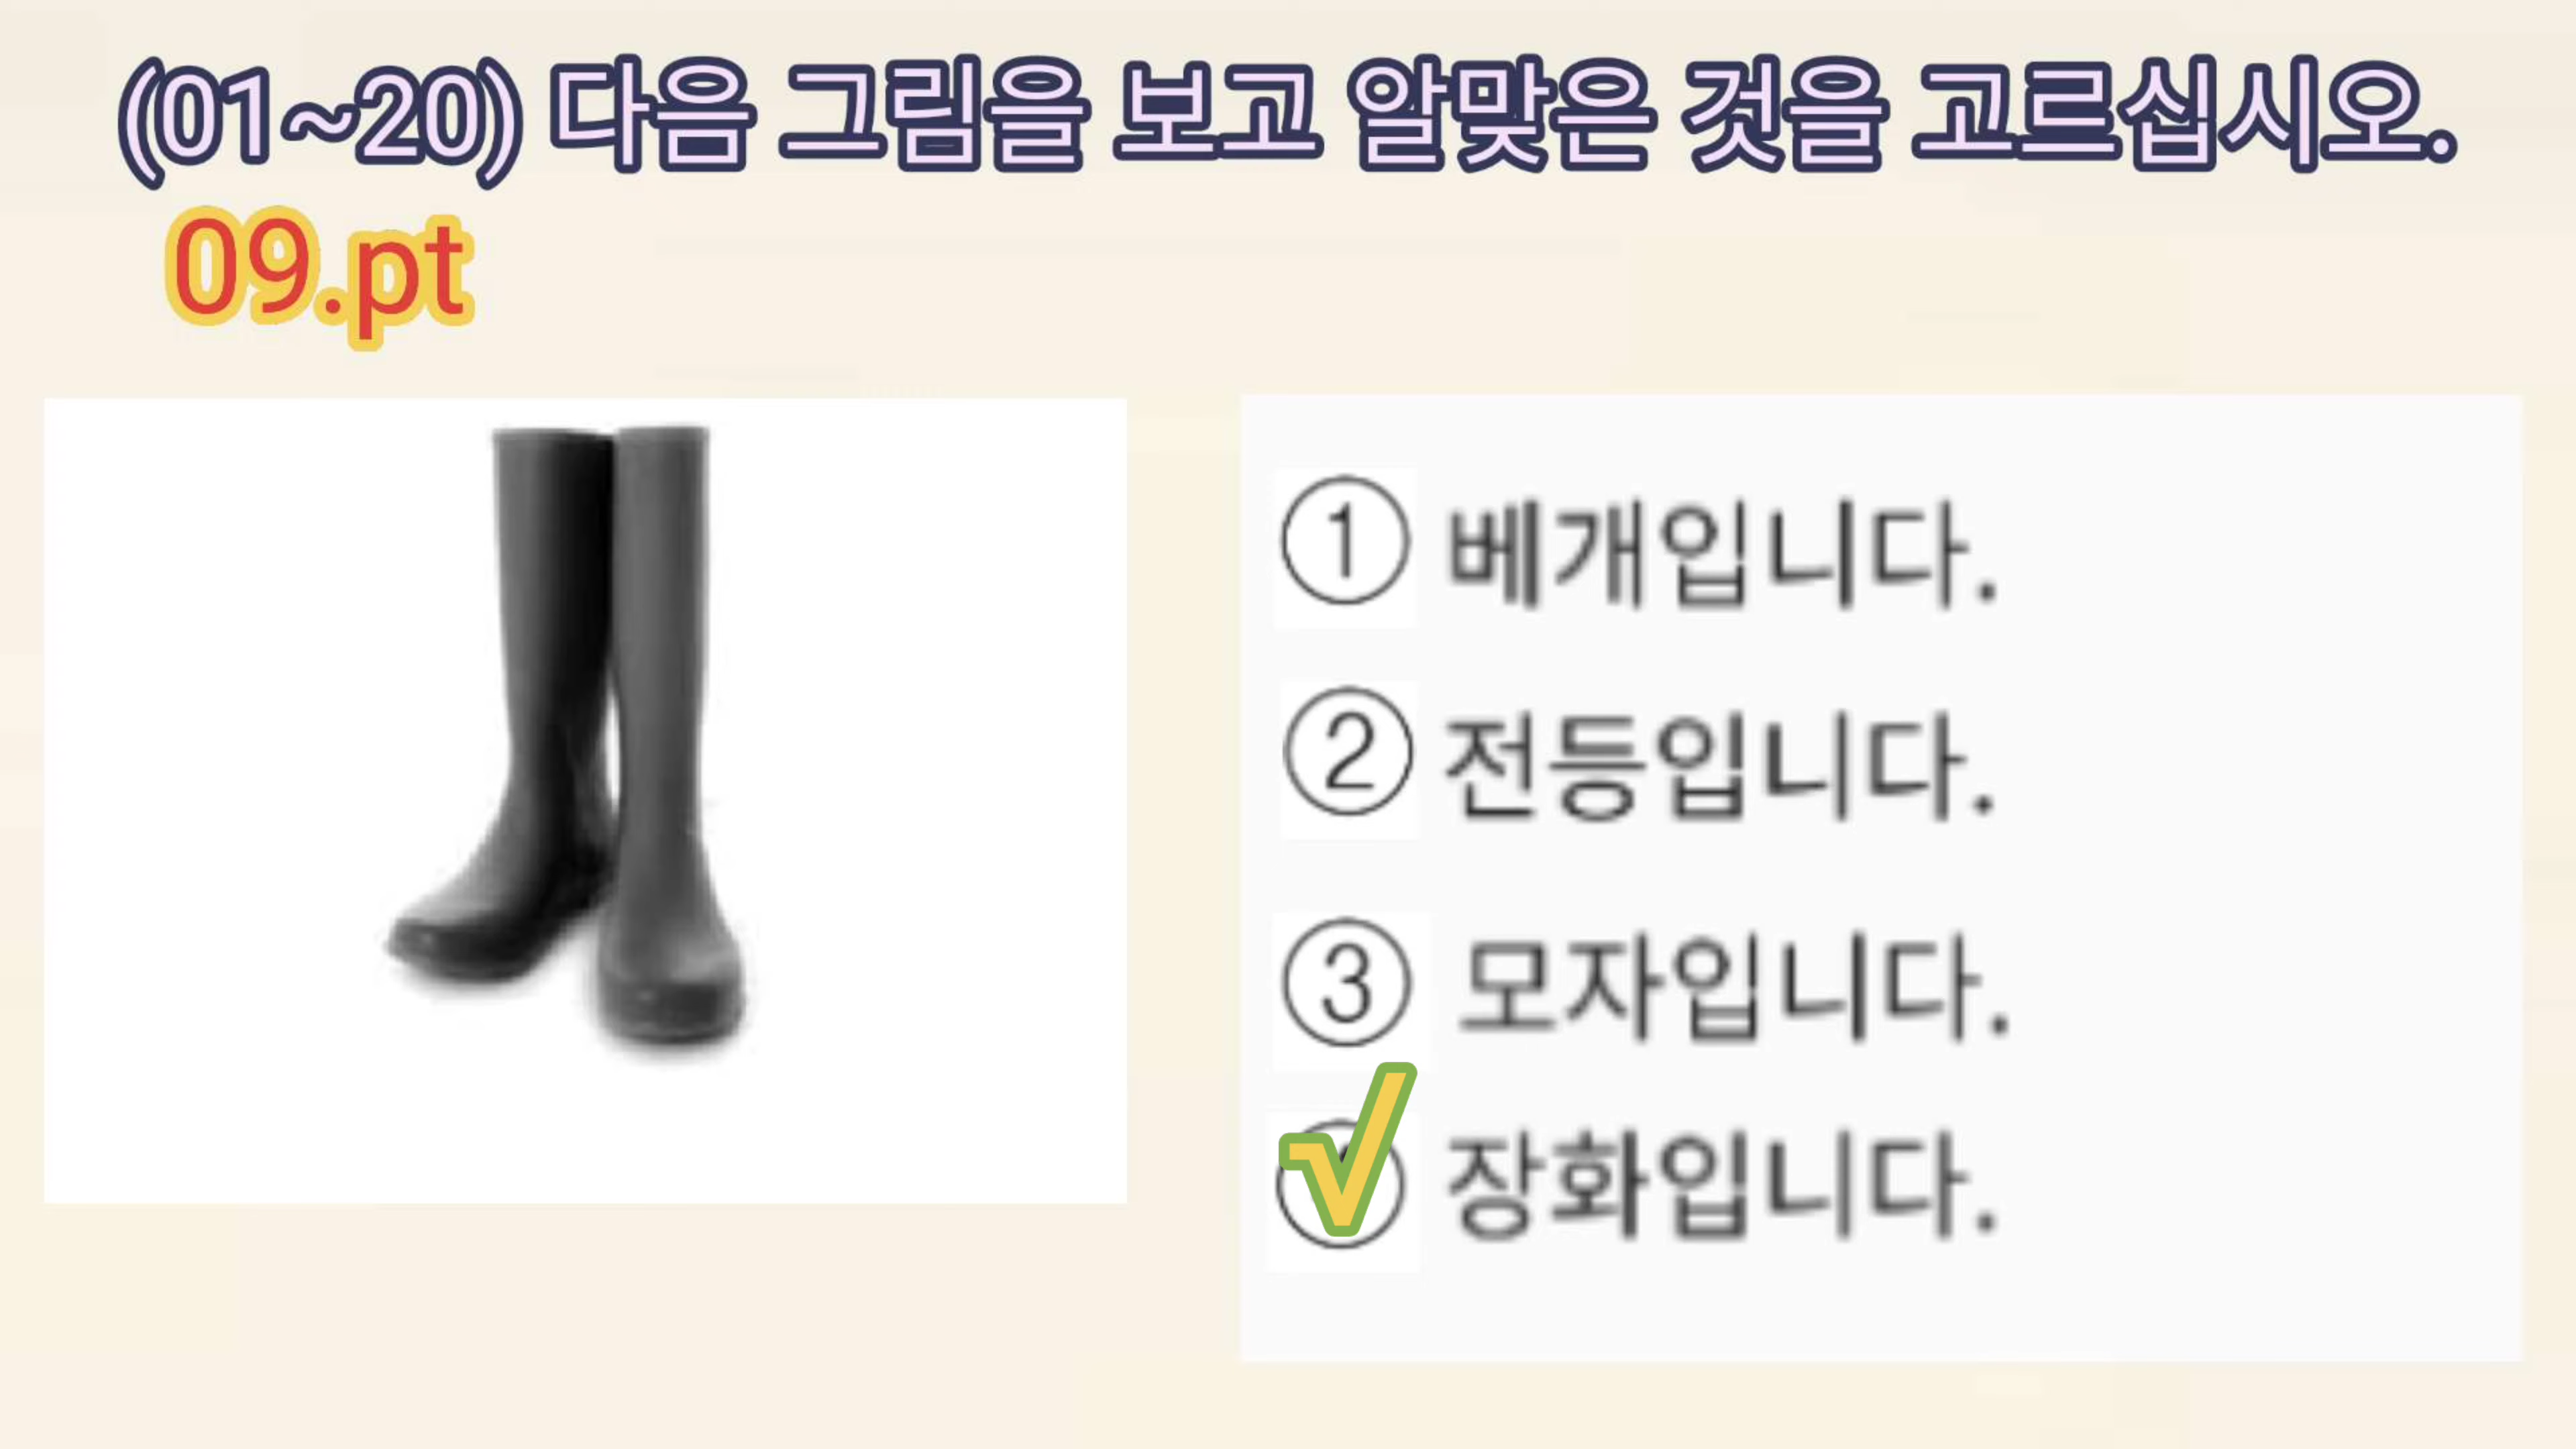 (01~20) 다음 그림을 보고 알맞은 것을 고르십시오.
09.pt
① 베개입니다.
② 전등입니다.
③ 모자입니다.
장화입니다.